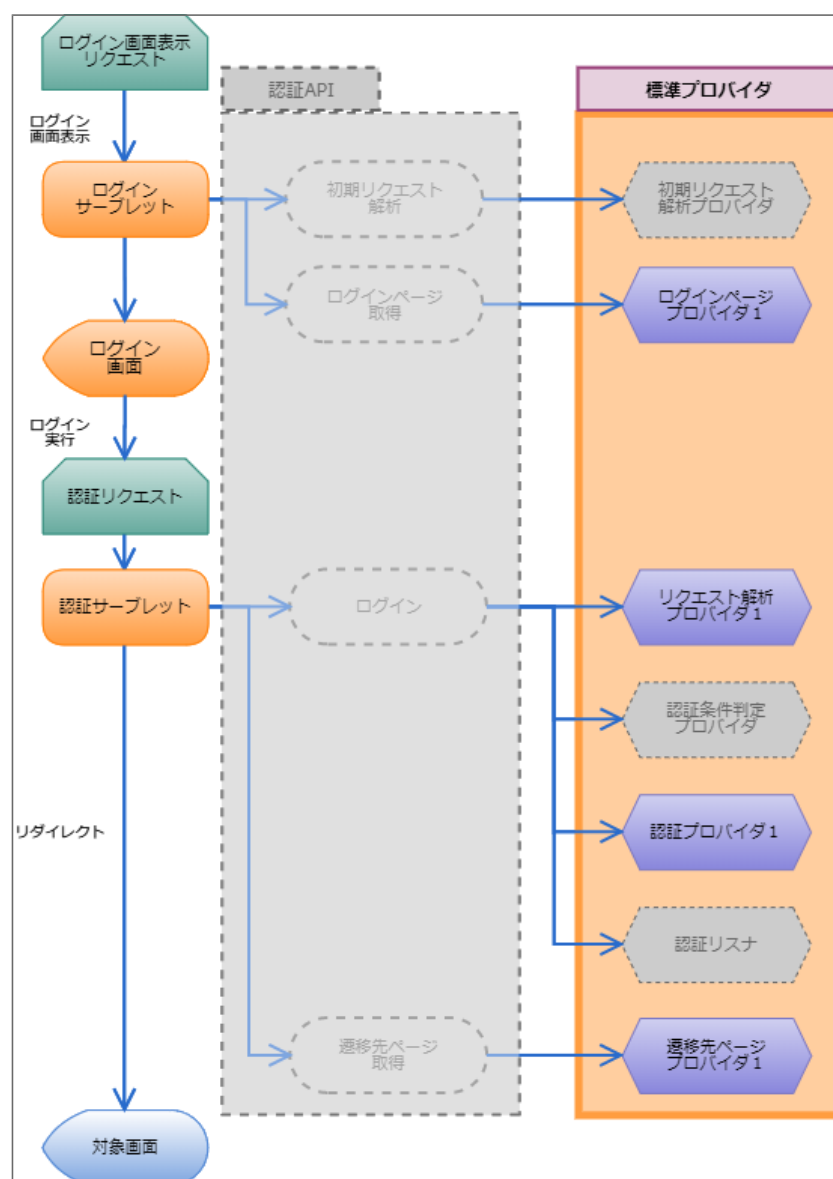 ログイン画面表示
リクエスト
認証API
標準プロバイダ
ログイン
画面表示
ログイン
サーブレット
初期リクエスト
解析
初期リクエスト
解析プロバイダ
ログインページ
取得
ログインページ
プロバイダ1
ログイン
画面
ログイン
実行
認証リクエスト
認証サーブレット
ログイン
リクエスト解析
プロバイダ1
認証条件判定
プロバイダ
リダイレクト
認証プロバイダ1
認証リスナ
遷移先ページ
取得
遷移先ページ
プロバイダ1
対象画面